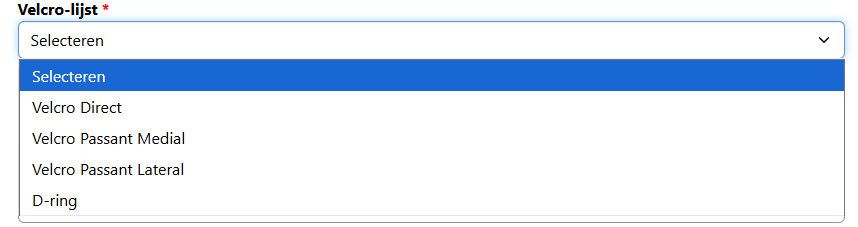 Velcro-lijst *
Selecteren
Selecteren
Velcro Direct
Velcro Passant Medial
Velcro Passant Lateral
D-ring